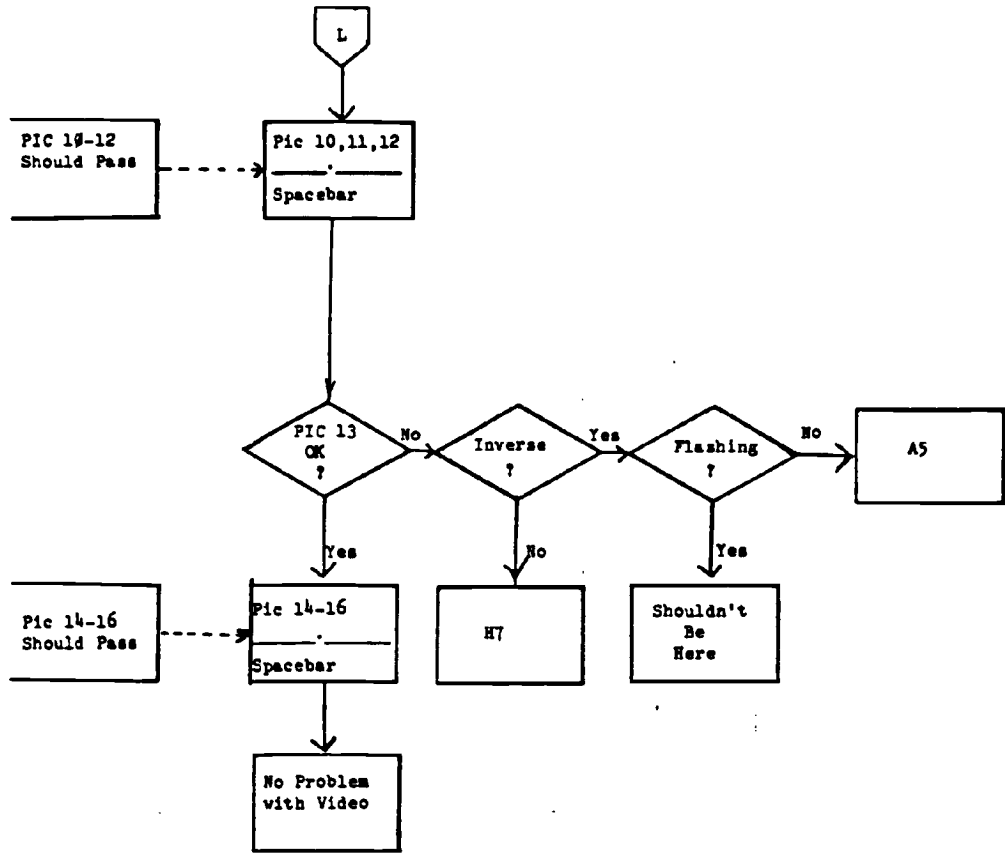 L
PIC 10-12
Should Pass
Pic 10,11,12
Spacebar
PIC 13
OK
?
No
Inverse
?
Yes
Flashing
?
No
A5
Yes
No
Yes
Pic 14-16
Should Pass
Pic 14-16
Spacebar
H7
Shouldn't
Be
Here
No Problem
with Video